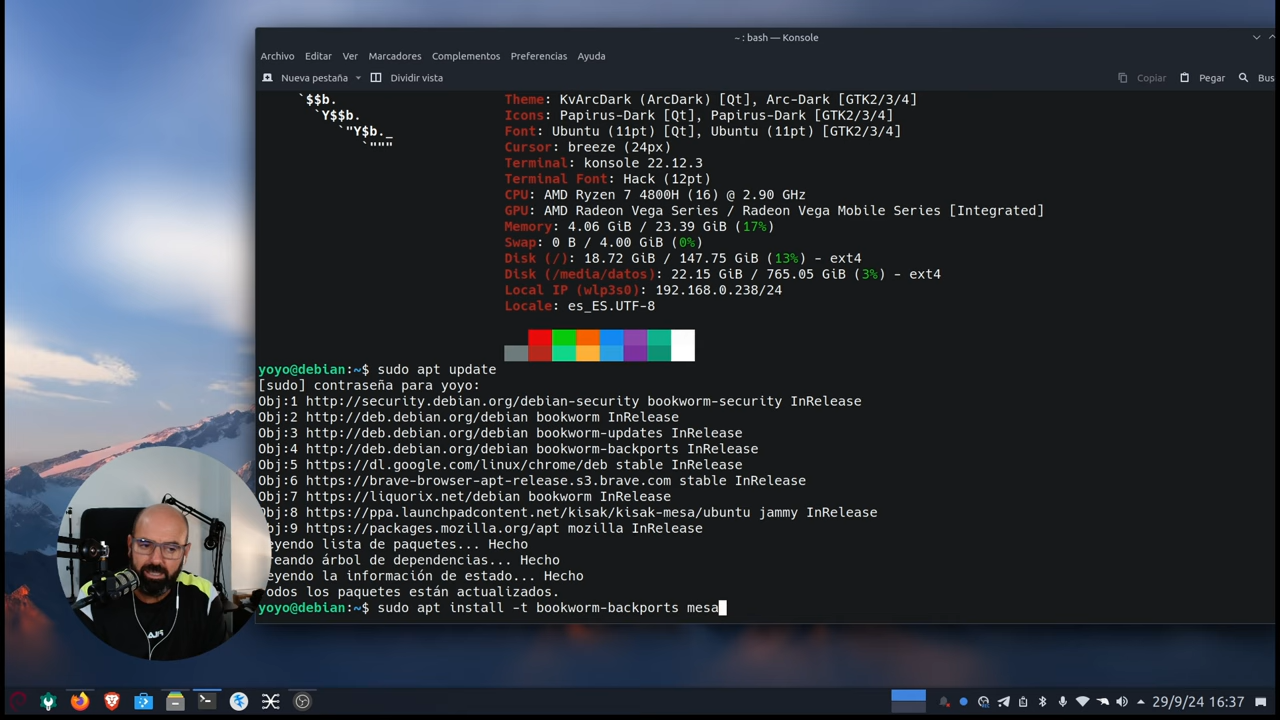 ~ : bash — Konsole
Archivo Editar Ver Marcadores Complementos Preferencias Ayuda
Nueva pestaña Dividir vista Copiar Pegar Bus
`$$b. Theme: KvArcDark (ArcDark) [Qt], Arc-Dark [GTK2/3/4]
`Y$$b. Icons: Papirus-Dark [Qt], Papirus-Dark [GTK2/3/4]
`"Y$b._ Font: Ubuntu (11pt) [Qt], Ubuntu (11pt) [GTK2/3/4]
`""" Cursor: breeze (24px)
Terminal: konsole 22.12.3
Terminal Font: Hack (12pt)
CPU: AMD Ryzen 7 4800H (16) @ 2.90 GHz
GPU: AMD Radeon Vega Series / Radeon Vega Mobile Series [Integrated]
Memory: 4.06 GiB / 23.39 GiB (17%)
Swap: 0 B / 4.00 GiB (0%)
Disk (/): 18.72 GiB / 147.75 GiB (13%) - ext4
Disk (/media/datos): 22.15 GiB / 765.05 GiB (3%) - ext4
Local IP (wlp3s0): 192.168.0.238/24
Locale: es_ES.UTF-8
yoyo@debian:~$ sudo apt update
[sudo] contraseña para yoyo:
Obj:1 http://security.debian.org/debian-security bookworm-security InRelease
Obj:2 http://deb.debian.org/debian bookworm InRelease
Obj:3 http://deb.debian.org/debian bookworm-updates InRelease
Obj:4 http://deb.debian.org/debian bookworm-backports InRelease
Obj:5 https://dl.google.com/linux/chrome/deb stable InRelease
Obj:6 https://brave-browser-apt-release.s3.brave.com stable InRelease
Obj:7 https://liquorix.net/debian bookworm InRelease
Obj:8 https://ppa.launchpadcontent.net/kisak/kisak-mesa/ubuntu jammy InRelease
Obj:9 https://packages.mozilla.org/apt mozilla InRelease
eyendo lista de paquetes... Hecho
reando árbol de dependencias... Hecho
eyendo la información de estado... Hecho
odos los paquetes están actualizados.
yoyo@debian:~$ sudo apt install -t bookworm-backports mesa
29/9/24 16:37